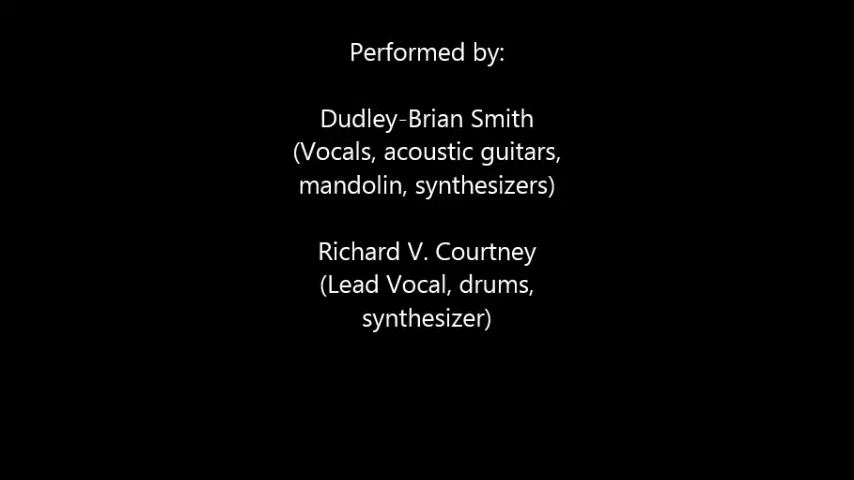 Performed by:
Dudley-Brian Smith
(Vocals, acoustic guitars,
mandolin, synthesizers)
Richard V. Courtney
(Lead Vocal, drums,
synthesizer)